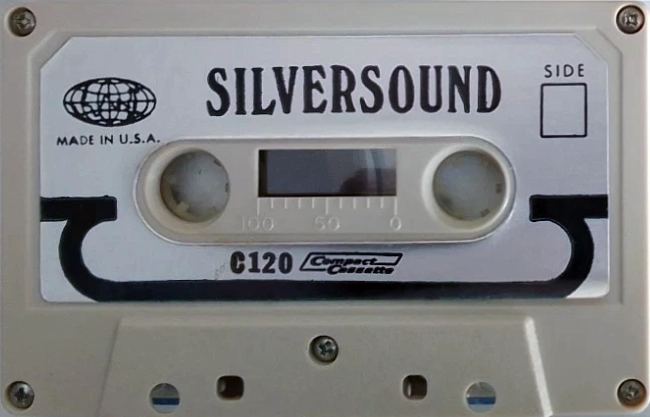 SILVERSOUND
SIDE
MADE IN U.S.A.
100 50 0
C120 Compact Cassette